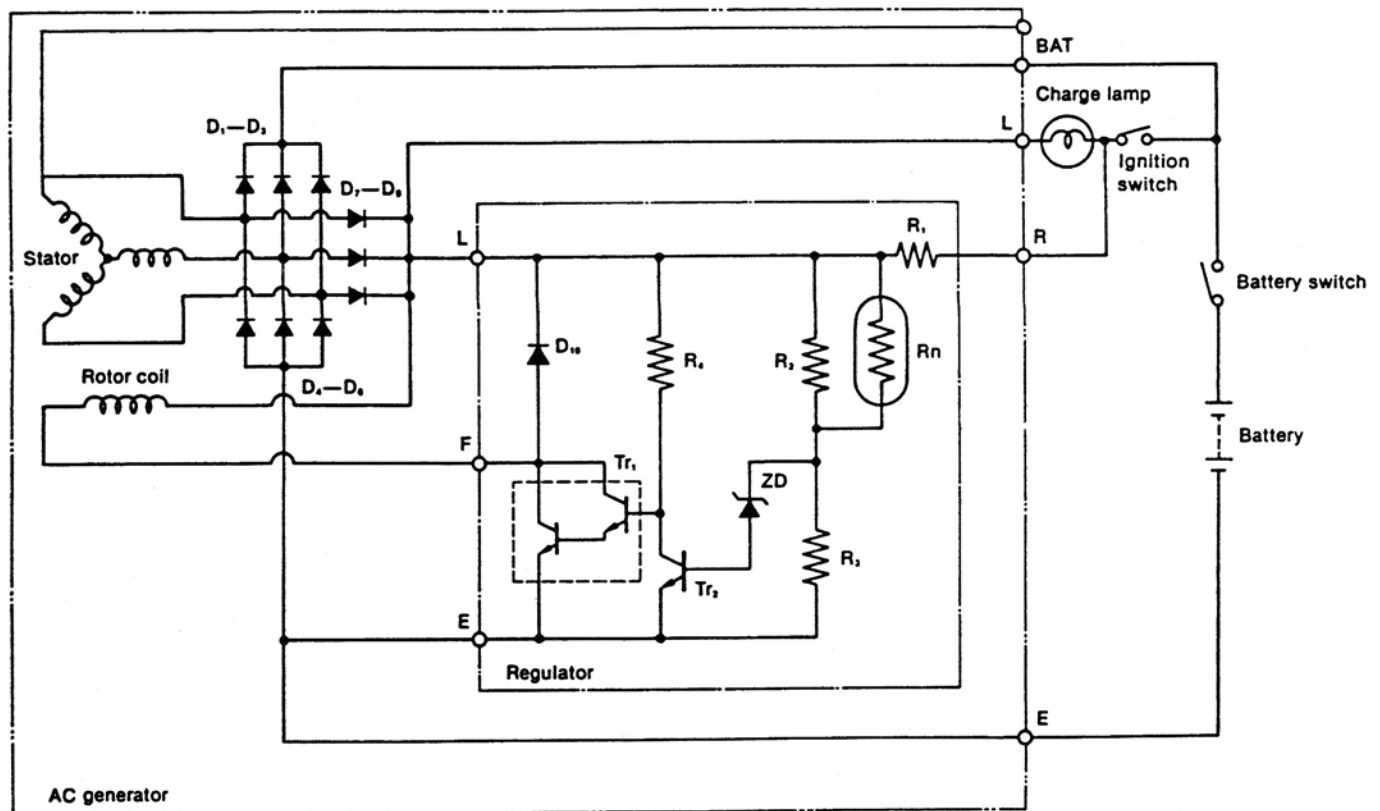 BAT
Charge lamp
L
Ignition
switch
D₁—D₃
D₇—D₉
Stator
L
R₁
R
Battery switch
D₁₀
R₄
R₂
Rn
Rotor coil
D₄—D₆
F
Tr₁
ZD
Battery
R₃
Tr₂
E
Regulator
E
AC generator